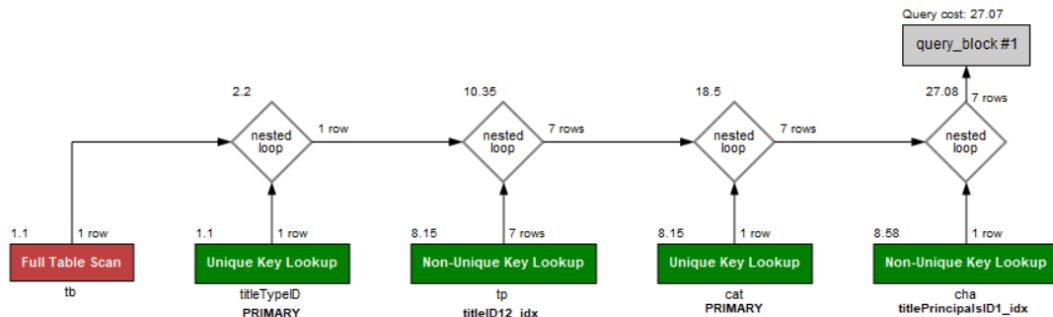 Query cost: 27.07
query_block #1
2.2
10.35
18.5
27.08
7 rows
nested
loop
1 row
nested
loop
7 rows
nested
loop
7 rows
nested
loop
1.1
1 row
1.1
1 row
8.15
7 rows
8.15
1 row
8.58
1 row
Full Table Scan
Unique Key Lookup
Non-Unique Key Lookup
Unique Key Lookup
Non-Unique Key Lookup
tb
titleTypeID
tp
cat
cha
PRIMARY
titleID12_idx
PRIMARY
titlePrincipalsID1_idx